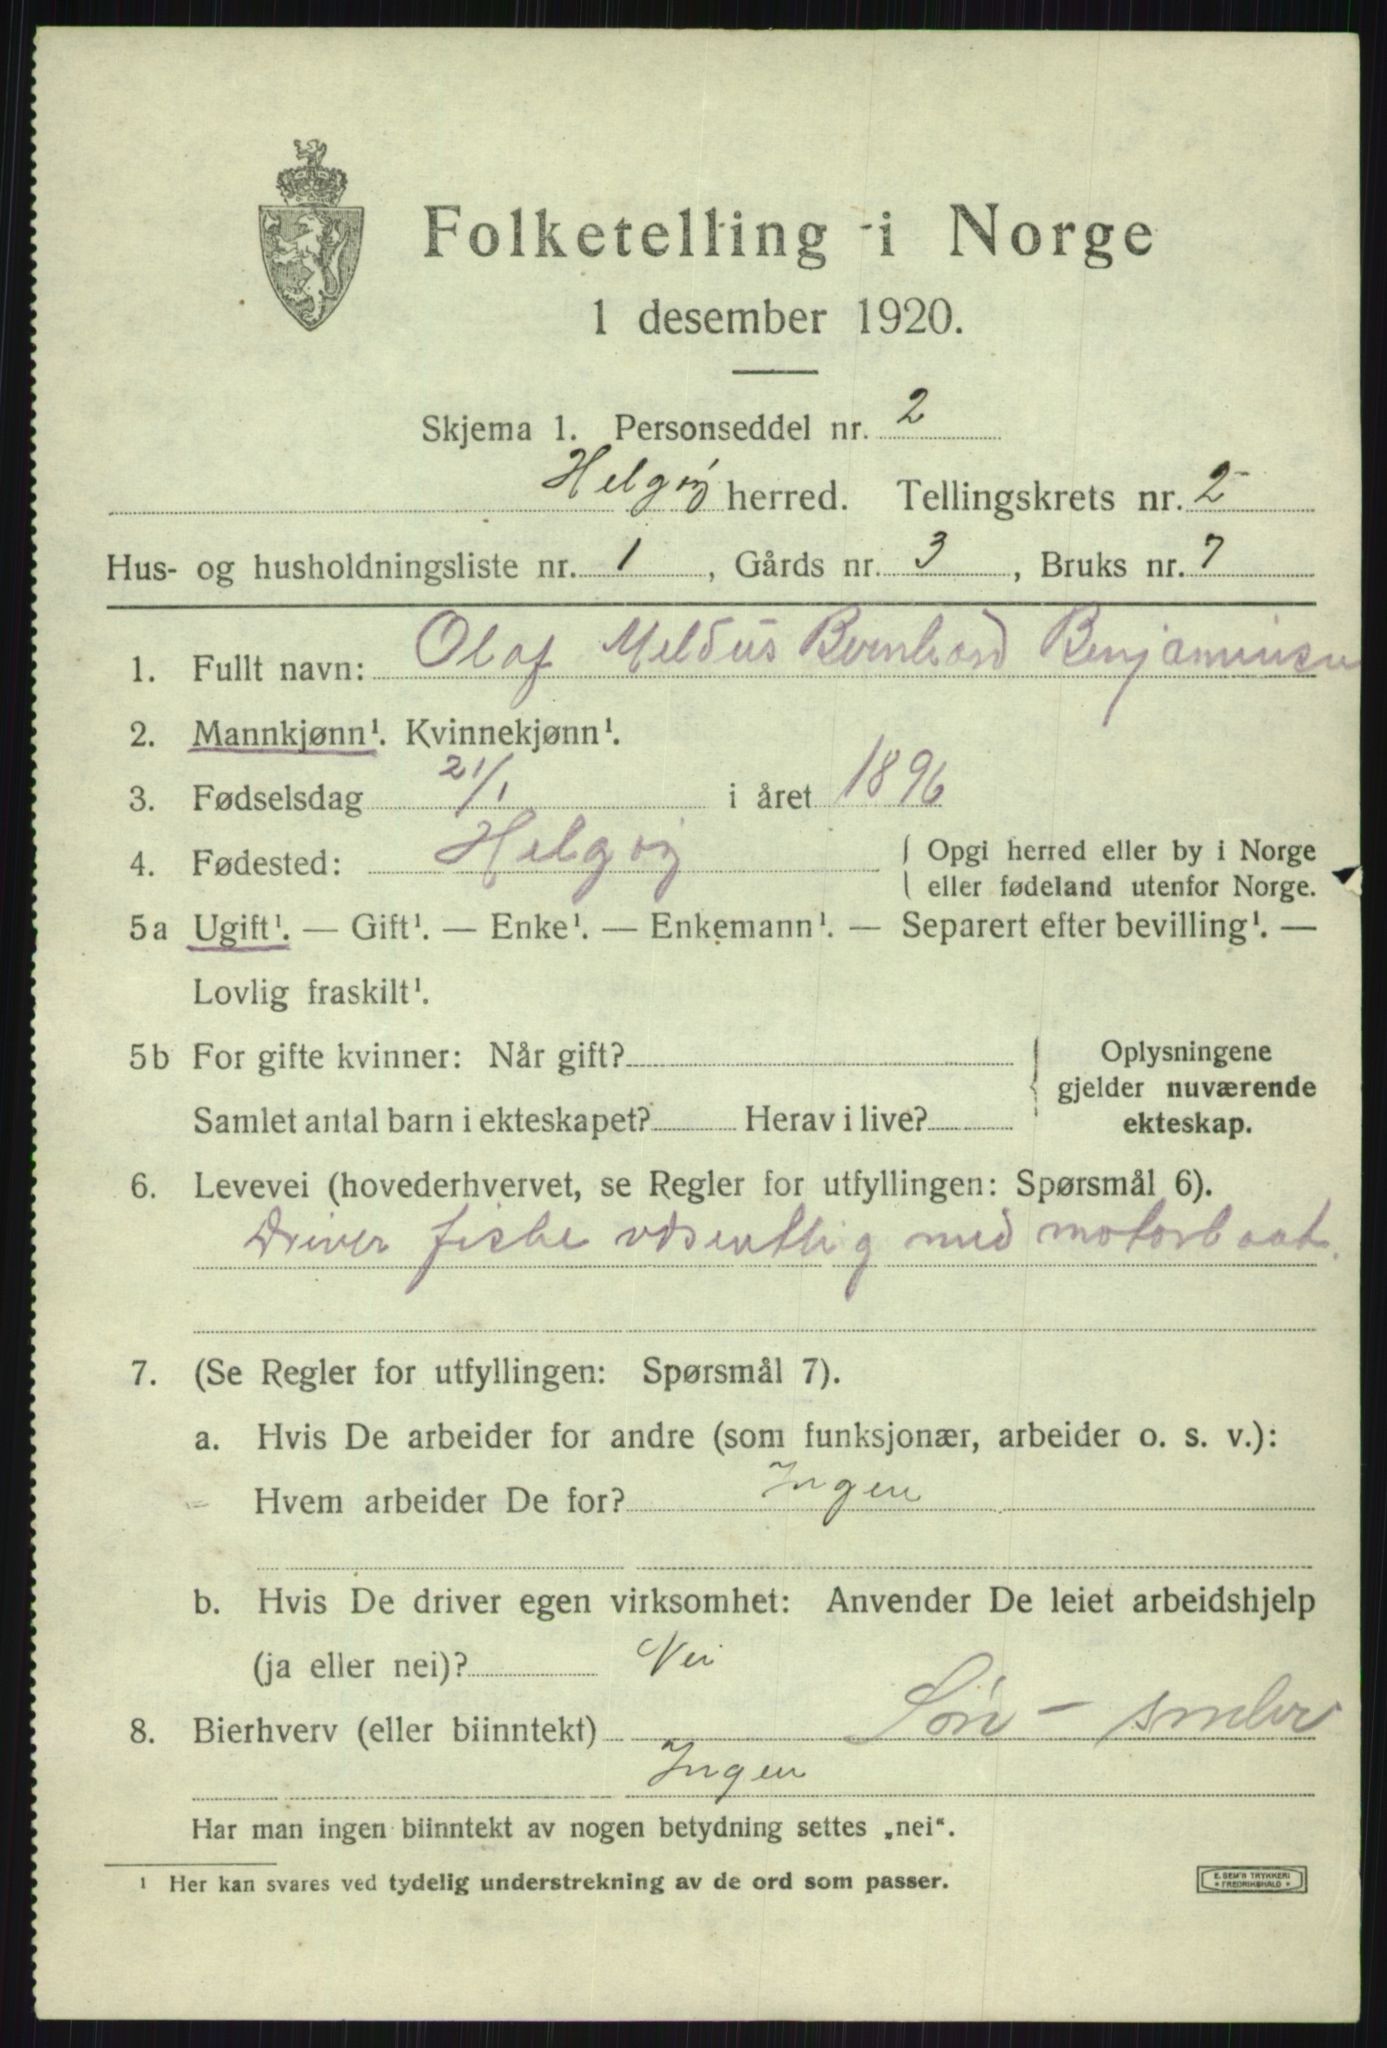 Folketelling i Norge
1 desember 1920.
Skjema 1. Personseddel nr. 2
Helgøy herred. Tellingskrets nr. 2
Hus- og husholdningsliste nr. 1, Gårds nr. 3, Bruks nr. 7
1. Fullt navn: Olaf Meldus Bernhard Benjaminsen
2. Mannkjønn¹. Kvinnekjønn¹.
3. Fødselsdag 21/1 i året 1896
4. Fødested: Helgøy { Opgi herred eller by i Norge
eller fødeland utenfor Norge.
5a Ugift¹. — Gift¹. — Enke¹. — Enkemann¹. — Separert efter bevilling¹. —
Lovlig fraskilt¹.
5b For gifte kvinner: Når gift? { Oplysningene
gjelder nuværende
Samlet antal barn i ekteskapet? Herav i live? ekteskap.
6. Levevei (hovederhvervet, se Regler for utfyllingen: Spørsmål 6).
Driver fiske væsentlig med motorbaat.
7. (Se Regler for utfyllingen: Spørsmål 7).
a. Hvis De arbeider for andre (som funksjonær, arbeider o. s. v.):
Hvem arbeider De for? Ingen
b. Hvis De driver egen virksomhet: Anvender De leiet arbeidshjelp
(ja eller nei)? Nei
8. Bierhverv (eller biinntekt)
Ingen
Har man ingen biinntekt av nogen betydning settes „nei“.
¹ Her kan svares ved tydelig understrekning av de ord som passer.
E. SEM'S TRYKKERI
* FREDRIKSHALD *